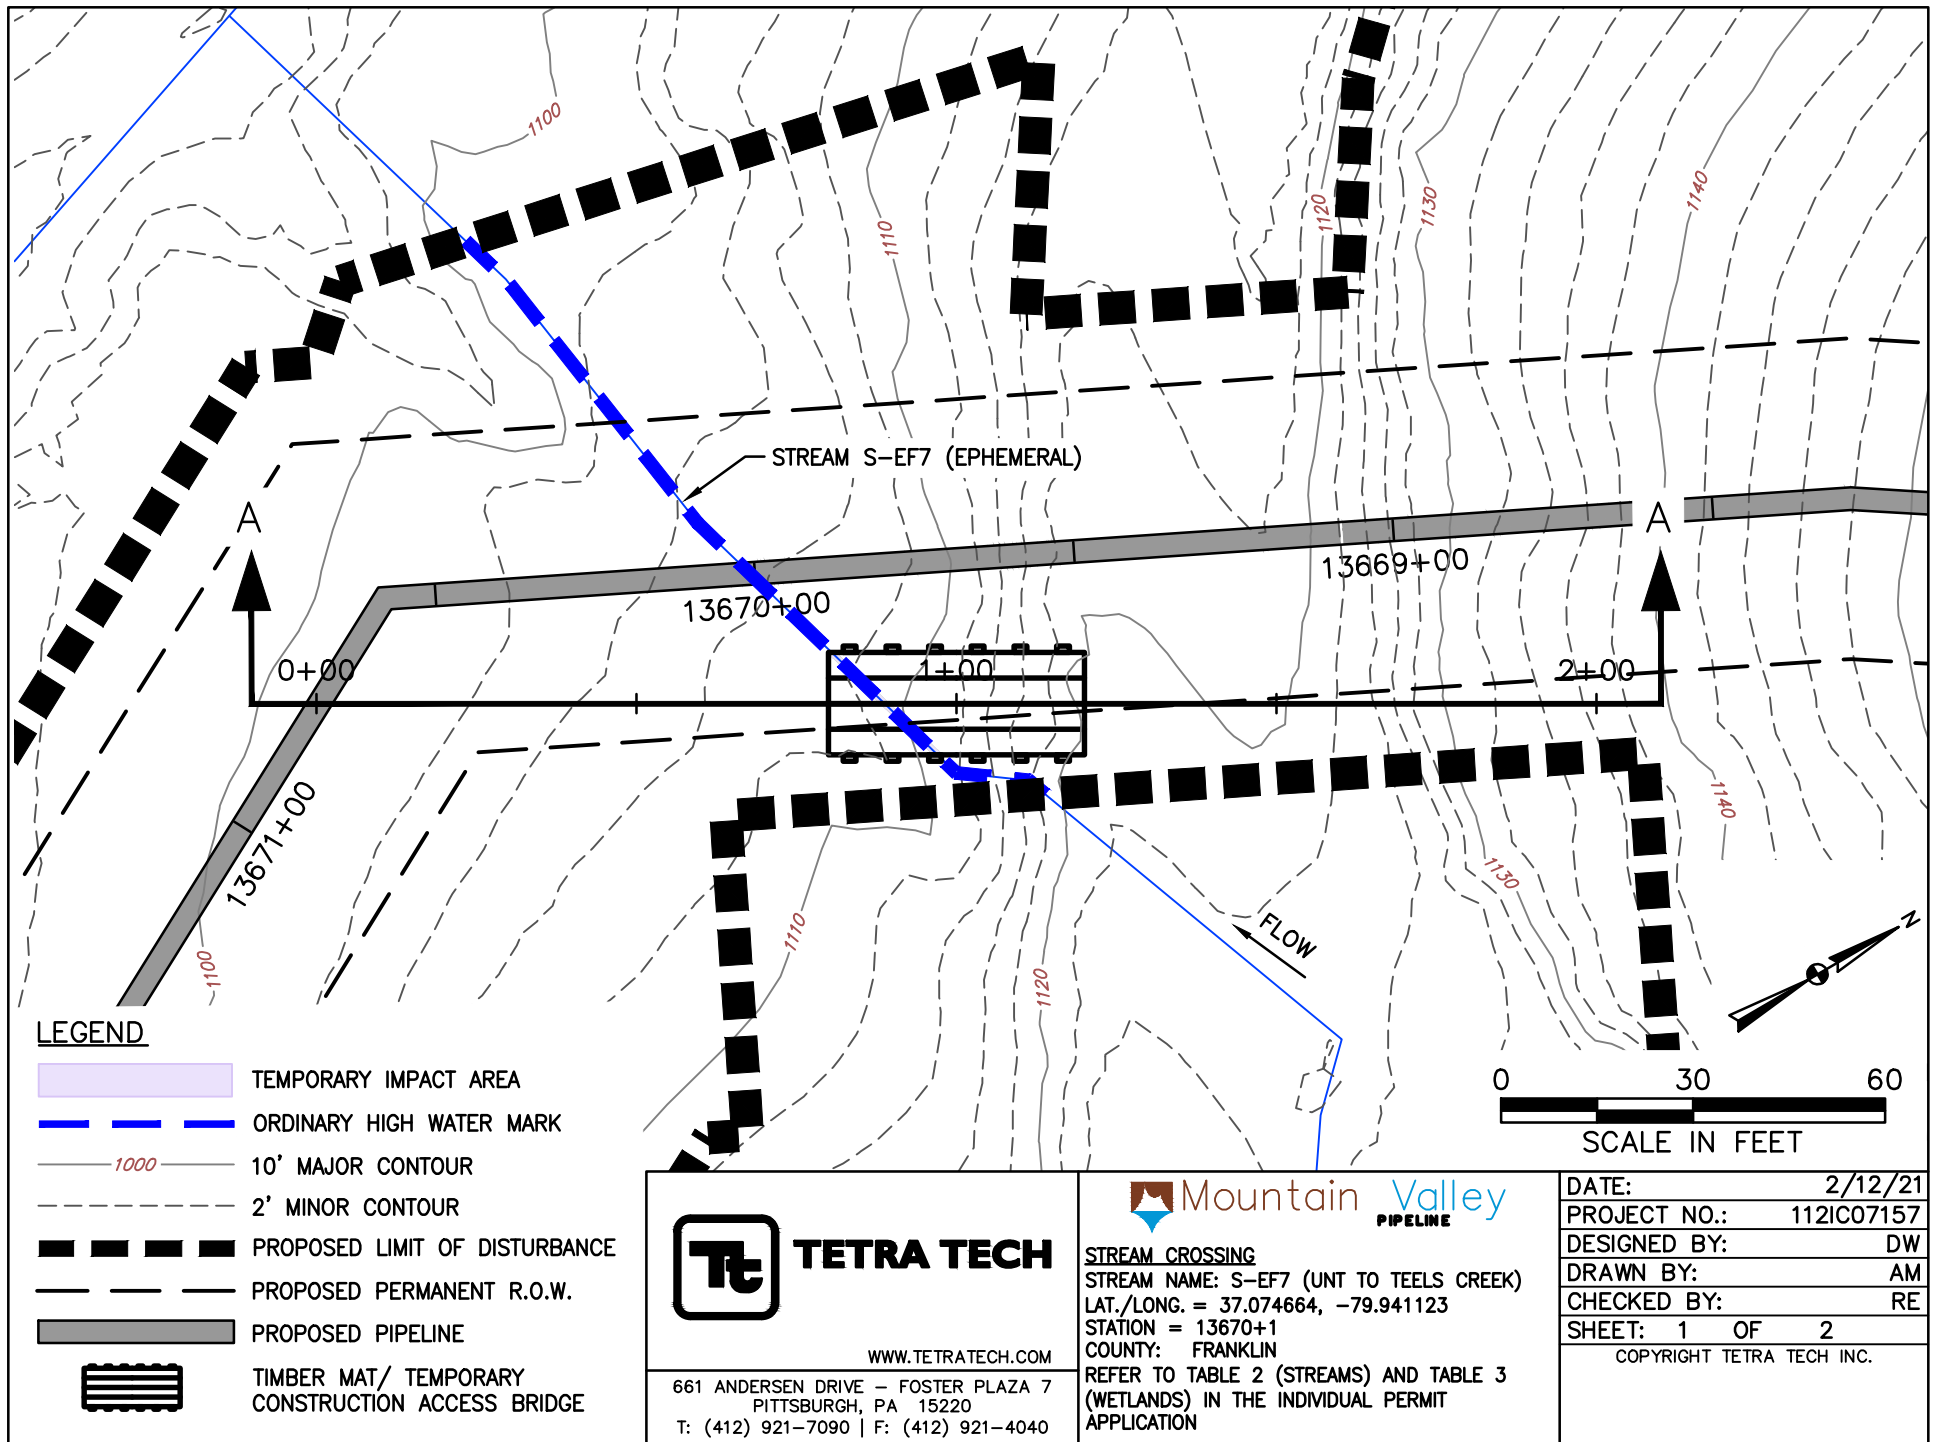 1100
1110
1120
1130
1140
STREAM S-EF7 (EPHEMERAL)
A
A
13669+00
13670+00
0+00
1+00
2+00
13671+00
1140
1130
1110
1100
1120
FLOW
N
LEGEND
TEMPORARY IMPACT AREA
ORDINARY HIGH WATER MARK
1000
10' MAJOR CONTOUR
2' MINOR CONTOUR
PROPOSED LIMIT OF DISTURBANCE
PROPOSED PERMANENT R.O.W.
PROPOSED PIPELINE
TIMBER MAT/ TEMPORARY
CONSTRUCTION ACCESS BRIDGE
0 30 60
SCALE IN FEET
Tt
TETRA TECH
WWW.TETRATECH.COM
661 ANDERSEN DRIVE – FOSTER PLAZA 7
PITTSBURGH, PA 15220
T: (412) 921-7090 | F: (412) 921-4040
Mountain Valley
PIPELINE
STREAM CROSSING
STREAM NAME: S-EF7 (UNT TO TEELS CREEK)
LAT./LONG. = 37.074664, -79.941123
STATION = 13670+1
COUNTY: FRANKLIN
REFER TO TABLE 2 (STREAMS) AND TABLE 3
(WETLANDS) IN THE INDIVIDUAL PERMIT
APPLICATION
DATE: 2/12/21
PROJECT NO.: 112IC07157
DESIGNED BY: DW
DRAWN BY: AM
CHECKED BY: RE
SHEET: 1 OF 2
COPYRIGHT TETRA TECH INC.